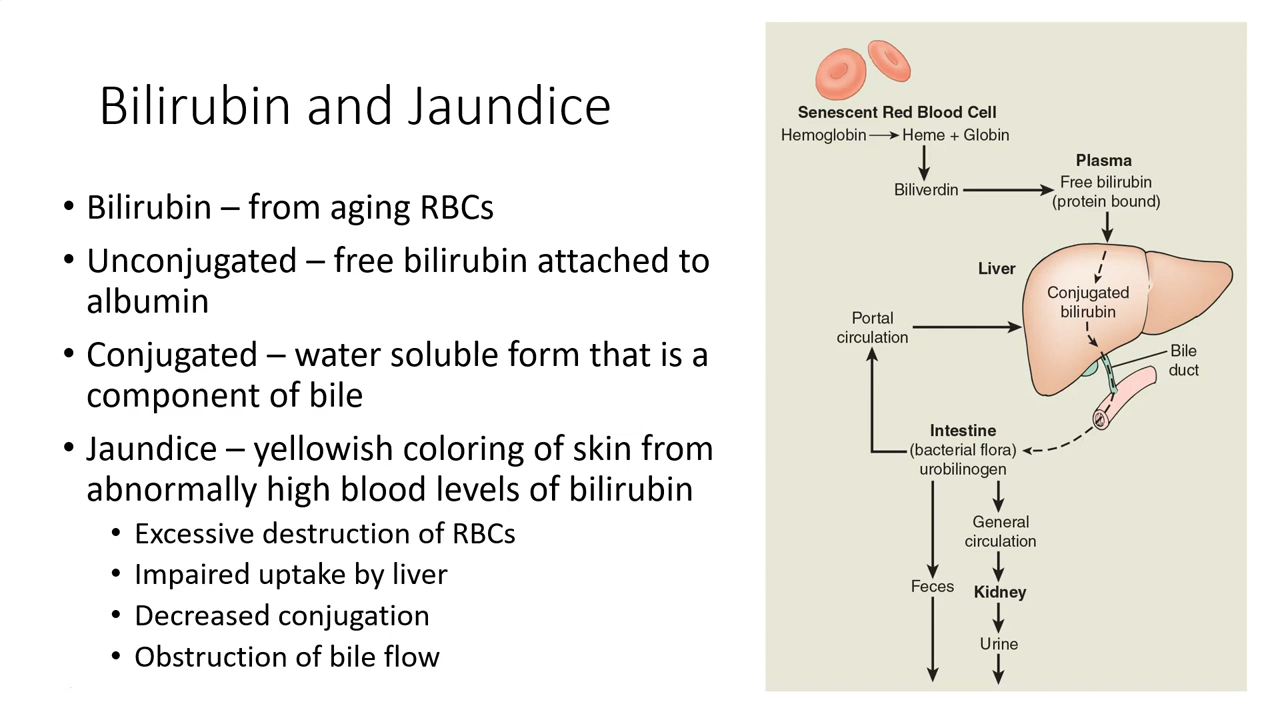 Bilirubin and Jaundice
• Bilirubin – from aging RBCs
• Unconjugated – free bilirubin attached to
albumin
• Conjugated – water soluble form that is a
component of bile
• Jaundice – yellowish coloring of skin from
abnormally high blood levels of bilirubin
• Excessive destruction of RBCs
• Impaired uptake by liver
• Decreased conjugation
• Obstruction of bile flow
Senescent Red Blood Cell
Hemoglobin → Heme + Globin
Biliverdin
Plasma
Free bilirubin
(protein bound)
Liver
Conjugated
bilirubin
Portal
circulation
Bile
duct
Intestine
(bacterial flora)
urobilinogen
General
circulation
Feces
Kidney
Urine